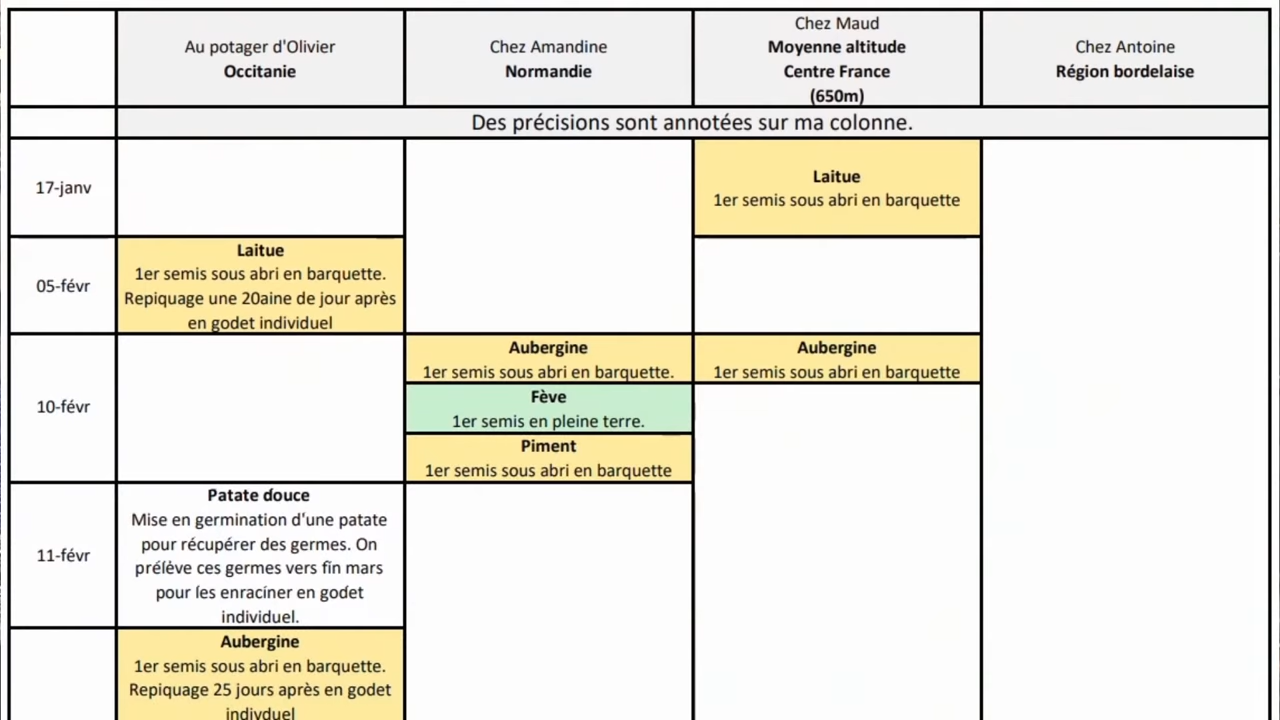 Au potager d'Olivier
Occitanie
Chez Amandine
Normandie
Chez Maud
Moyenne altitude
Centre France
(650m)
Chez Antoine
Région bordelaise
Des précisions sont annotées sur ma colonne.
17-janv
Laitue
1er semis sous abri en barquette
05-févr
Laitue
1er semis sous abri en barquette.
Repiquage une 20aine de jour après
en godet individuel
10-févr
Aubergine
1er semis sous abri en barquette.
Fève
1er semis en pleine terre.
Piment
1er semis sous abri en barquette
Aubergine
1er semis sous abri en barquette
11-févr
Patate douce
Mise en germination d'une patate
pour récupérer des germes. On
prélève ces germes vers fin mars
pour les enraciner en godet
individuel.
Aubergine
1er semis sous abri en barquette.
Repiquage 25 jours après en godet
indivduel